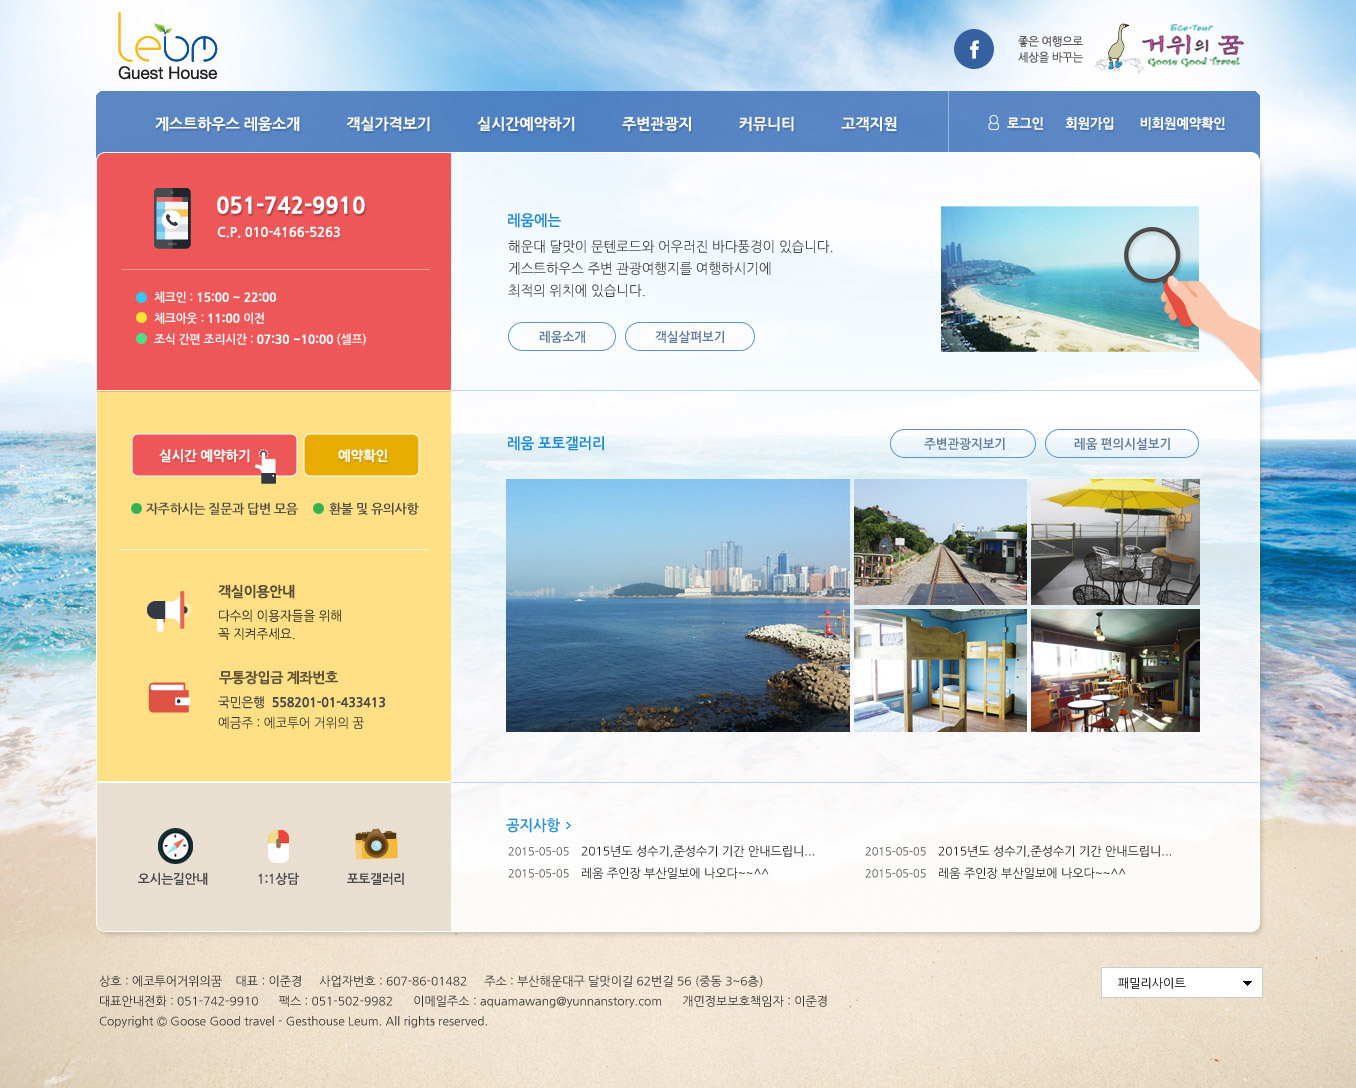 Leum
Guest House
f
좋은 여행으로
세상을 바꾸는
Eco-Tour
거위의 꿈
Goose Good Travel
게스트하우스 레움소개 객실가격보기 실시간예약하기 주변관광지 커뮤니티 고객지원 로그인 회원가입 비회원예약확인
051-742-9910
C.P. 010-4166-5263
체크인 : 15:00 ~ 22:00
체크아웃 : 11:00 이전
조식 간편 조리시간 : 07:30 ~10:00 (셀프)
레움에는
해운대 달맞이 문텐로드와 어우러진 바다풍경이 있습니다.
게스트하우스 주변 관광여행지를 여행하시기에
최적의 위치에 있습니다.
레움소개 객실살펴보기
실시간 예약하기 예약확인
자주하시는 질문과 답변 모음 환불 및 유의사항
객실이용안내
다수의 이용자들을 위해
꼭 지켜주세요.
무통장입금 계좌번호
국민은행 558201-01-433413
예금주 : 에코투어 거위의 꿈
레움 포토갤러리 주변관광지보기 레움 편의시설보기
오시는길안내 1:1상담 포토갤러리
공지사항 >
2015-05-05 2015년도 성수기,준성수기 기간 안내드립니...
2015-05-05 레움 주인장 부산일보에 나오다~~^^
2015-05-05 2015년도 성수기,준성수기 기간 안내드립니...
2015-05-05 레움 주인장 부산일보에 나오다~~^^
상호 : 에코투어거위의꿈 대표 : 이준경 사업자번호 : 607-86-01482 주소 : 부산해운대구 달맞이길 62번길 56 (중동 3~6층)
대표안내전화 : 051-742-9910 팩스 : 051-502-9982 이메일주소 : aquamawang@yunnanstory.com 개인정보보호책임자 : 이준경
Copyright © Goose Good travel - Gesthouse Leum. All rights reserved.
패밀리사이트